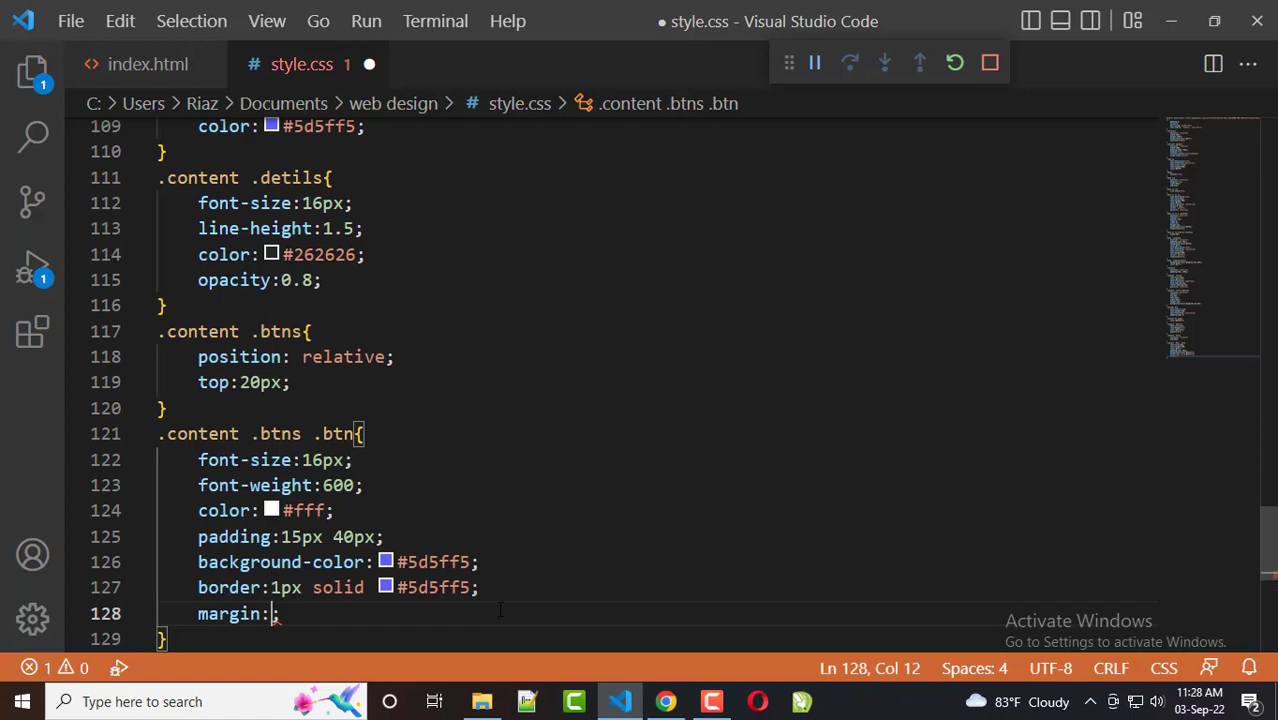 File Edit Selection View Go Run Terminal Help
● style.css - Visual Studio Code
<> index.html
# style.css 1 ●
C: > Users > Riaz > Documents > web design > # style.css > .content .btns .btn
109 color: #5d5ff5;
110 }
111 .content .detils{
112 font-size:16px;
113 line-height:1.5;
114 color: #262626;
115 opacity:0.8;
116 }
117 .content .btns{
118 position: relative;
119 top:20px;
120 }
121 .content .btns .btn{
122 font-size:16px;
123 font-weight:600;
124 color: #fff;
125 padding:15px 40px;
126 background-color: #5d5ff5;
127 border:1px solid #5d5ff5;
128 margin:;
129 }
1
1
Activate Windows
Go to Settings to activate Windows.
1 0
Ln 128, Col 12 Spaces: 4 UTF-8 CRLF CSS
Type here to search
83°F Cloudy
11:28 AM
03-Sep-22
2